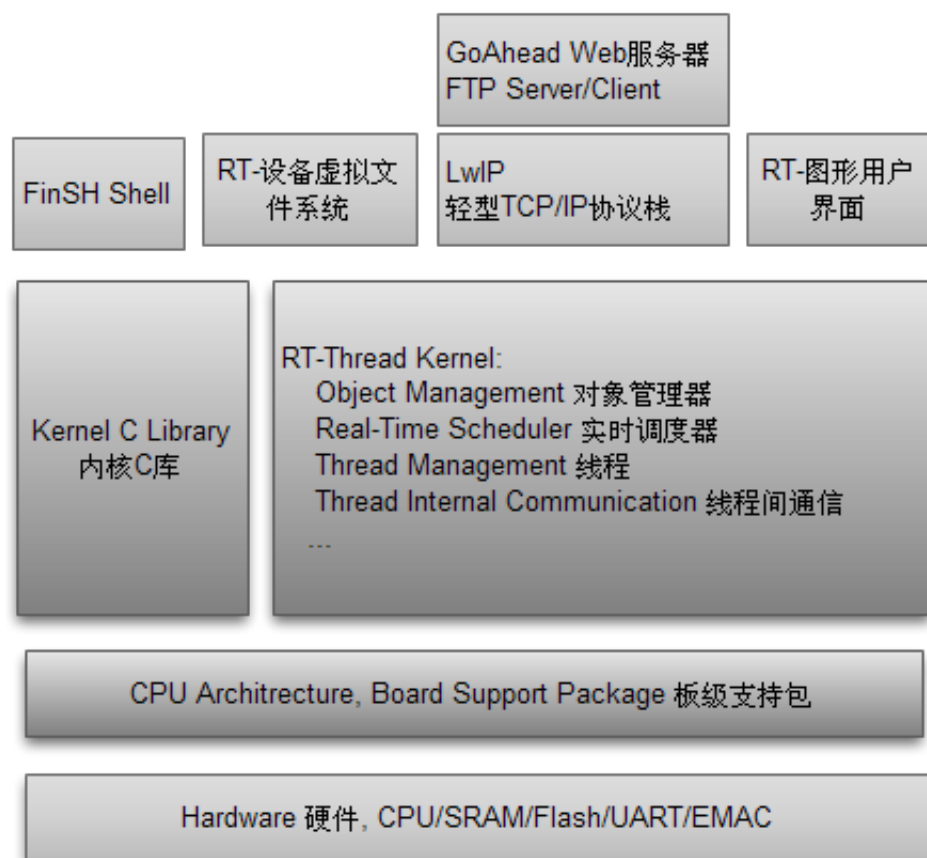 GoAhead Web服务器
FTP Server/Client
FinSH Shell
RT-设备虚拟文
件系统
LwIP
轻型TCP/IP协议栈
RT-图形用户
界面
Kernel C Library
内核C库
RT-Thread Kernel:
Object Management 对象管理器
Real-Time Scheduler 实时调度器
Thread Management 线程
Thread Internal Communication 线程间通信
...
CPU Architrecture, Board Support Package 板级支持包
Hardware 硬件, CPU/SRAM/Flash/UART/EMAC